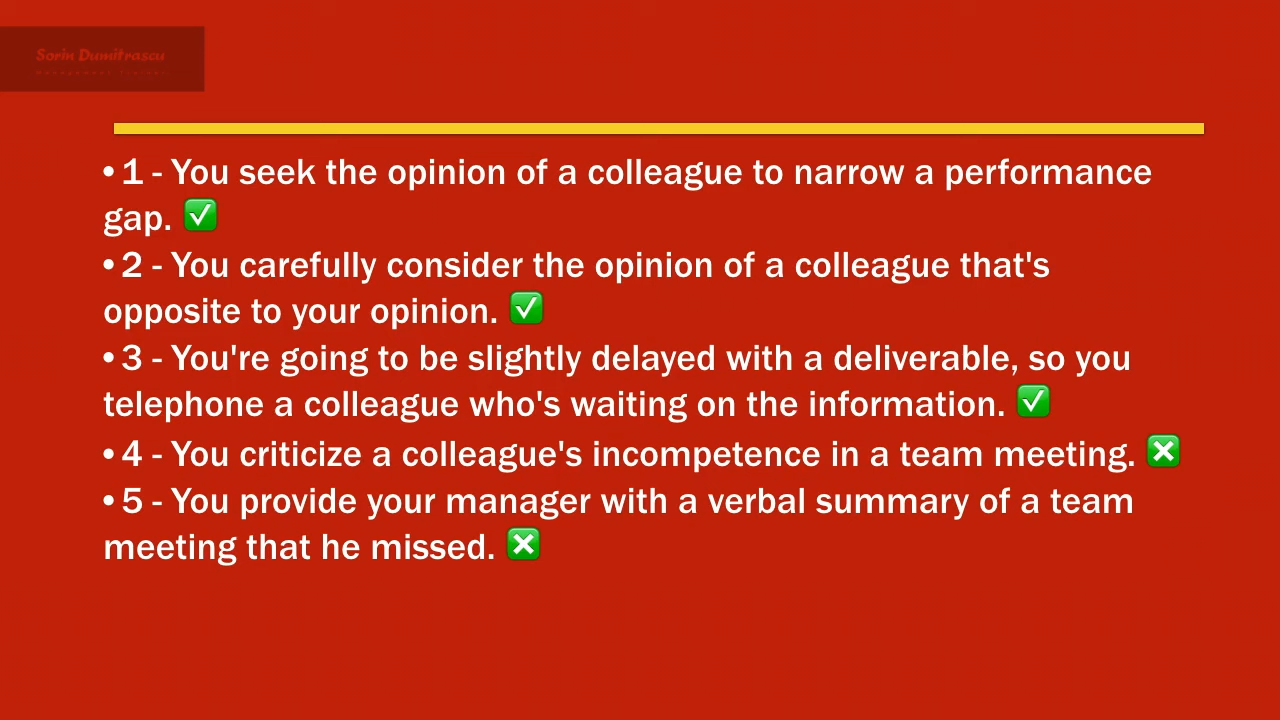 Sorin Dumitrascu
• 1 - You seek the opinion of a colleague to narrow a performance
gap. ✅
• 2 - You carefully consider the opinion of a colleague that's
opposite to your opinion. ✅
• 3 - You're going to be slightly delayed with a deliverable, so you
telephone a colleague who's waiting on the information. ✅
• 4 - You criticize a colleague's incompetence in a team meeting. ❎
• 5 - You provide your manager with a verbal summary of a team
meeting that he missed. ❎